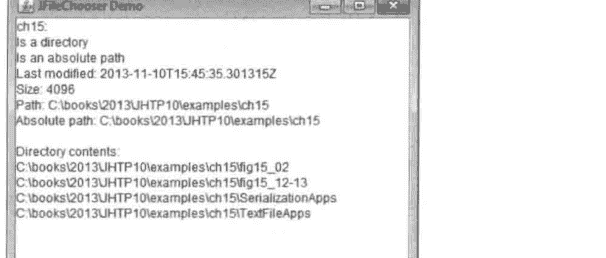 JFileChooser Demo
ch15:
Is a directory
Is an absolute path
Last modified: 2013-11-10T15:45:35.301315Z
Size: 4096
Path: C:\books\2013\JHTP10\examples\ch15
Absolute path: C:\books\2013\JHTP10\examples\ch15
Directory contents:
C:\books\2013\JHTP10\examples\ch15\fig15_02
C:\books\2013\JHTP10\examples\ch15\fig15_12-13
C:\books\2013\JHTP10\examples\ch15\SerializationApps
C:\books\2013\JHTP10\examples\ch15\TextFileApps